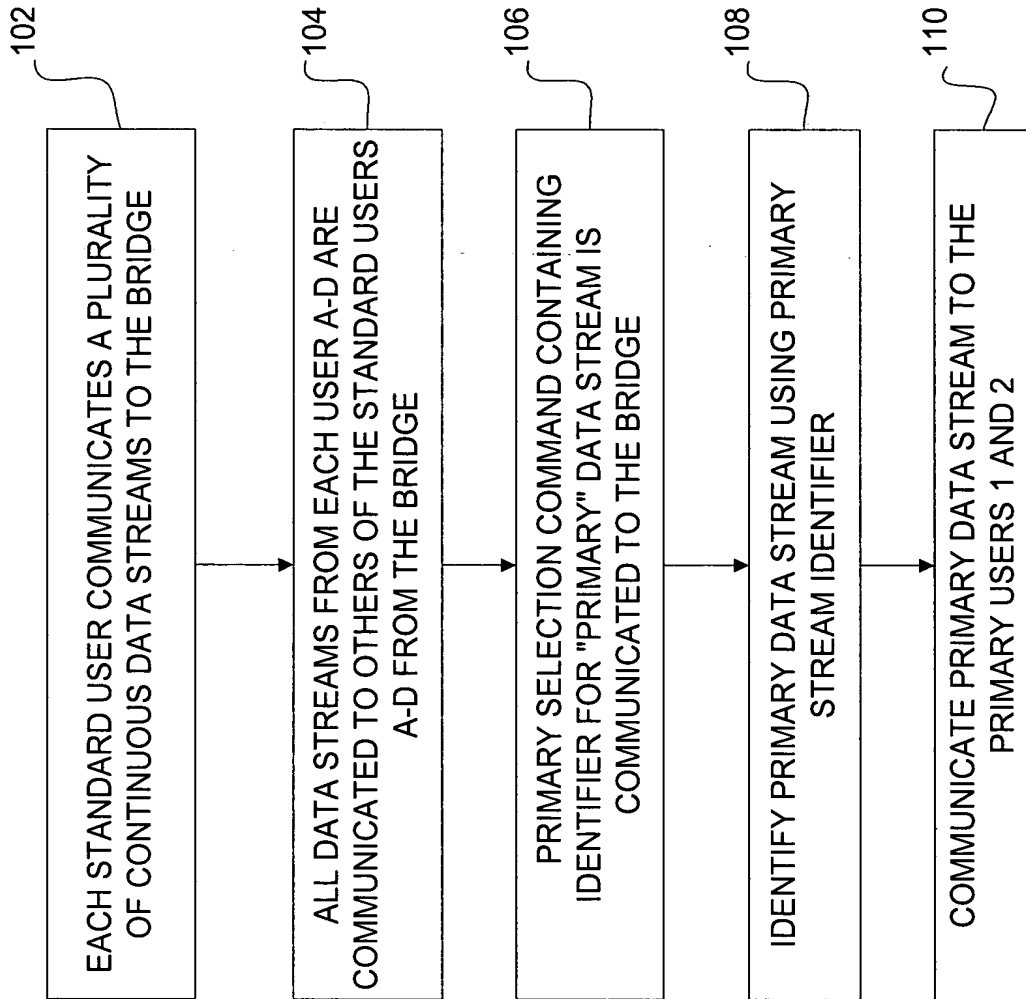 102
EACH STANDARD USER COMMUNICATES A PLURALITY
OF CONTINUOUS DATA STREAMS TO THE BRIDGE
104
ALL DATA STREAMS FROM EACH USER A-D ARE
COMMUNICATED TO OTHERS OF THE STANDARD USERS
A-D FROM THE BRIDGE
106
PRIMARY SELECTION COMMAND CONTAINING
IDENTIFIER FOR "PRIMARY" DATA STREAM IS
COMMUNICATED TO THE BRIDGE
108
IDENTIFY PRIMARY DATA STREAM USING PRIMARY
STREAM IDENTIFIER
110
COMMUNICATE PRIMARY DATA STREAM TO THE
PRIMARY USERS 1 AND 2